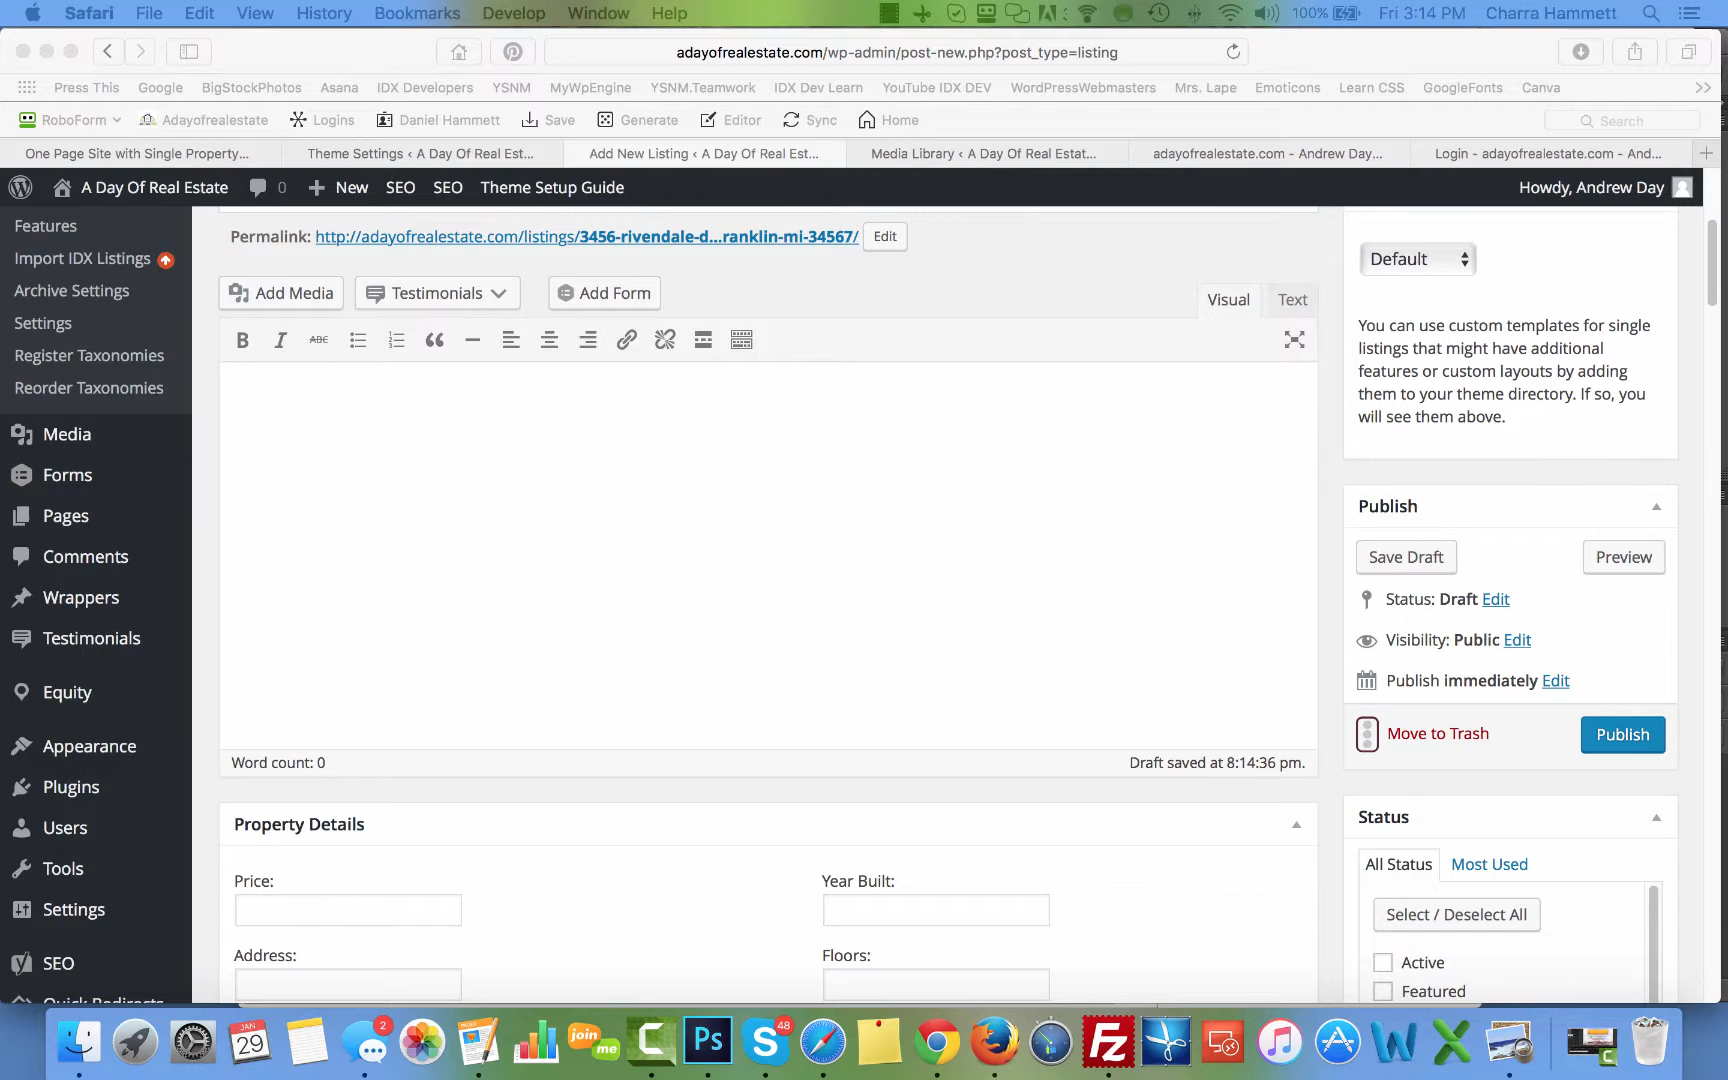 Safari File Edit View History Bookmarks Develop Window Help 100% Fri 3:14 PM Charra Hammett
adayofrealestate.com/wp-admin/post-new.php?post_type=listing
Press This Google BigStockPhotos Asana IDX Developers YSNM MyWpEngine YSNM.Teamwork IDX Dev Learn YouTube IDX DEV WordPressWebmasters Mrs. Lape Emoticons Learn CSS GoogleFonts Canva
RoboForm Adayofrealestate Logins Daniel Hammett Save Generate Editor Sync Home Search
One Page Site with Single Property... Theme Settings ‹ A Day Of Real Est... Add New Listing ‹ A Day Of Real Est... Media Library ‹ A Day Of Real Estat... adayofrealestate.com - Andrew Day... Login - adayofrealestate.com - And...
A Day Of Real Estate 0 New SEO SEO Theme Setup Guide Howdy, Andrew Day
Features
Import IDX Listings
Archive Settings
Settings
Register Taxonomies
Reorder Taxonomies
Media
Forms
Pages
Comments
Wrappers
Testimonials
Equity
Appearance
Plugins
Users
Tools
Settings
SEO
Quick Redirects
Permalink: http://adayofrealestate.com/listings/3456-rivendale-d...ranklin-mi-34567/ Edit
Add Media Testimonials Add Form Visual Text
B I ABC
Word count: 0 Draft saved at 8:14:36 pm.
Property Details
Price: Year Built:
Address: Floors:
Default
You can use custom templates for single
listings that might have additional
features or custom layouts by adding
them to your theme directory. If so, you
will see them above.
Publish
Save Draft Preview
Status: Draft Edit
Visibility: Public Edit
Publish immediately Edit
Move to Trash Publish
Status
All Status Most Used
Select / Deselect All
Active
Featured
JAN
29
2
join
me
Ps
48
Fz